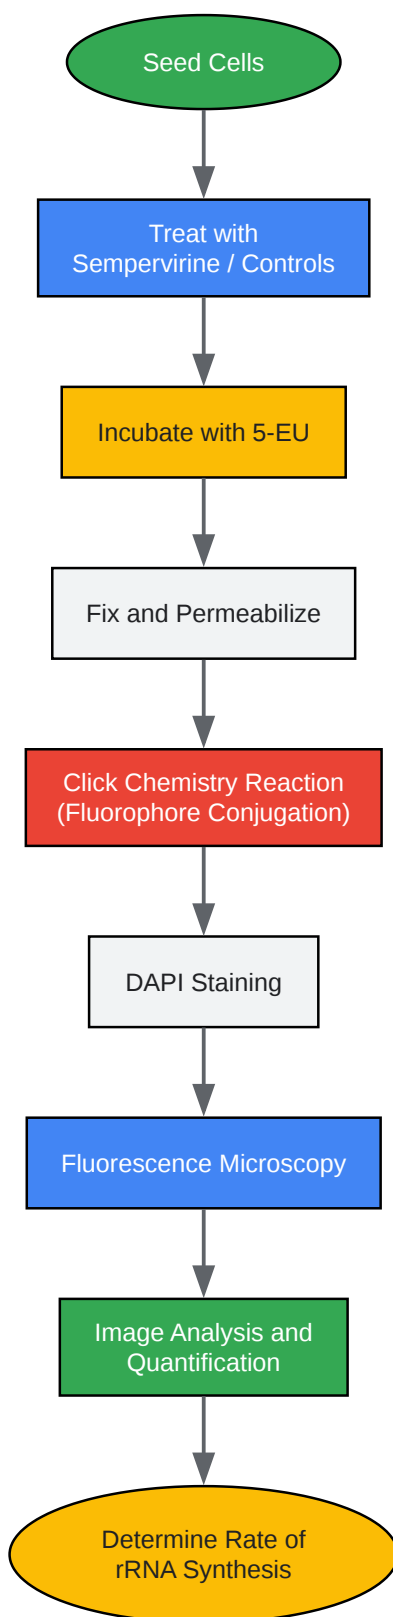 Seed Cells
Treat with
Sempervirine / Controls
Incubate with 5-EU
Fix and Permeabilize
Click Chemistry Reaction
(Fluorophore Conjugation)
DAPI Staining
Fluorescence Microscopy
Image Analysis and
Quantification
Determine Rate of
rRNA Synthesis